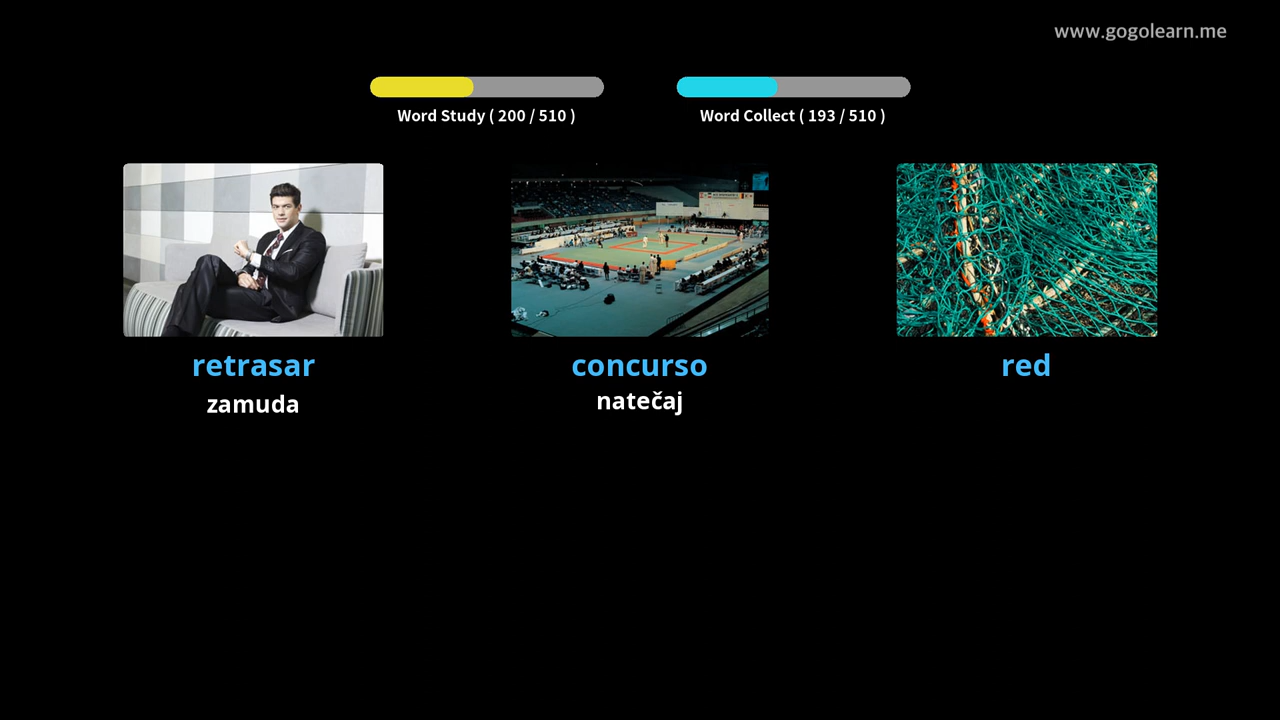 www.gogolearn.me
Word Study ( 200 / 510 )
Word Collect ( 193 / 510 )
retrasar
concurso
red
zamuda
natečaj